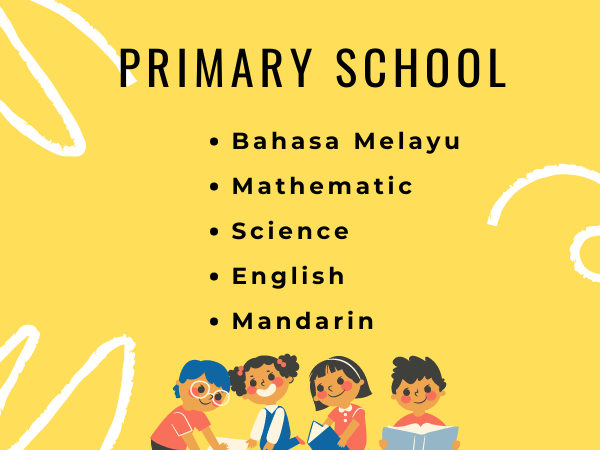 PRIMARY SCHOOL
• Bahasa Melayu
• Mathematic
• Science
• English
• Mandarin